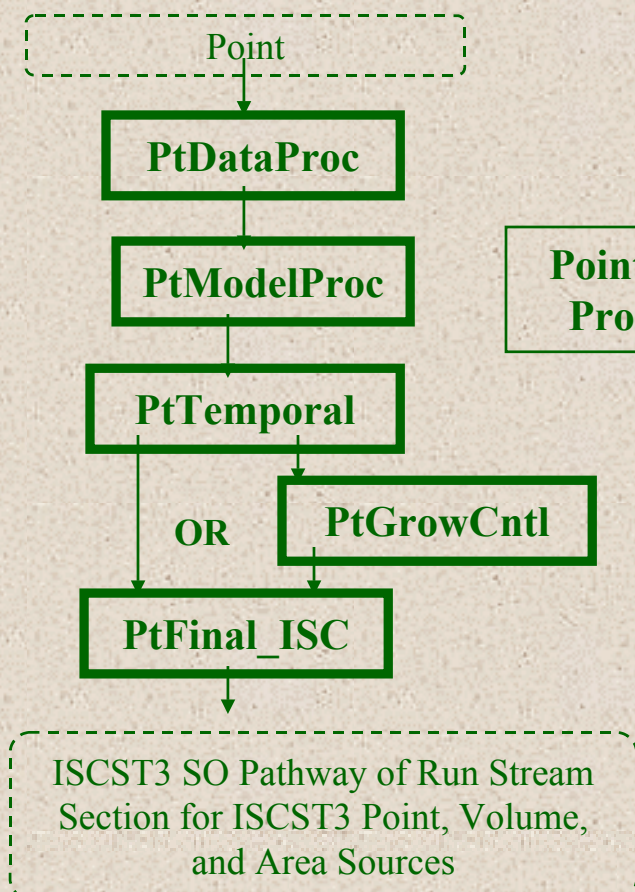 Point
PtDataProc
PtModelProc
PtTemporal
OR
PtGrowCntl
PtFinal_ISC
ISCST3 SO Pathway of Run Stream
Section for ISCST3 Point, Volume,
and Area Sources